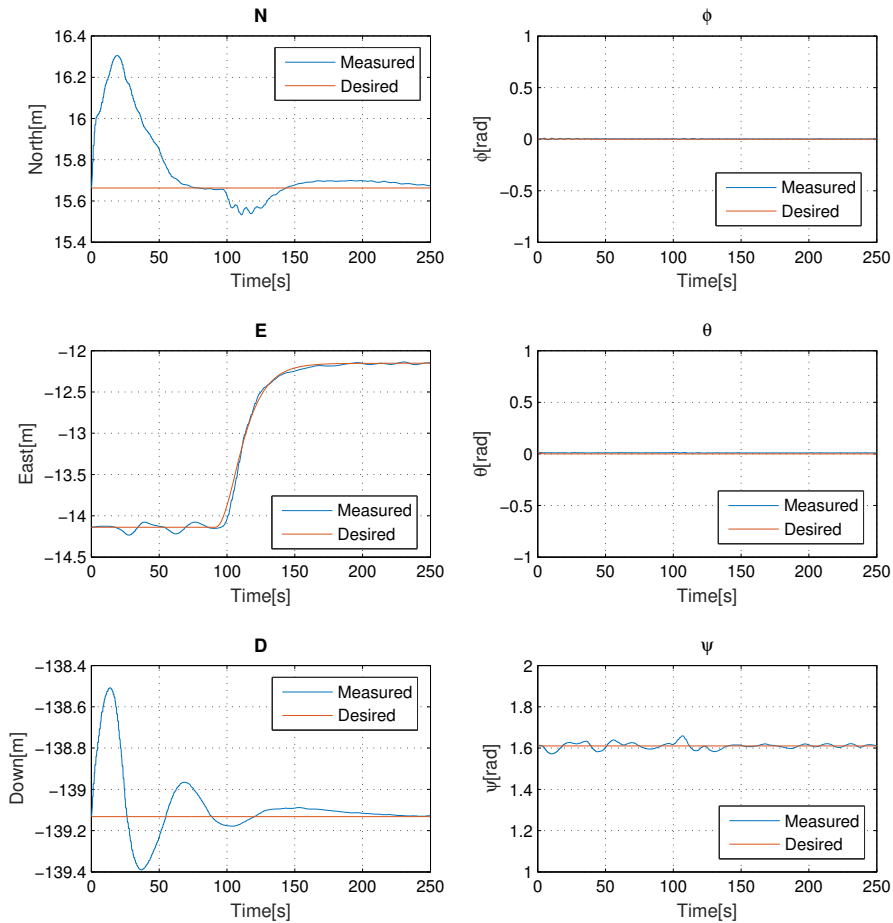 N
16.4
16.2
16
15.8
15.6
15.4
North[m]
0 50 100 150 200 250
Time[s]
Measured
Desired
ϕ
1
0.5
0
−0.5
−1
ϕ[rad]
0 50 100 150 200 250
Time[s]
Measured
Desired
E
−12
−12.5
−13
−13.5
−14
−14.5
East[m]
0 50 100 150 200 250
Time[s]
Measured
Desired
θ
1
0.5
0
−0.5
−1
θ[rad]
0 50 100 150 200 250
Time[s]
Measured
Desired
D
−138.4
−138.6
−138.8
−139
−139.2
−139.4
Down[m]
0 50 100 150 200 250
Time[s]
Measured
Desired
ψ
2
1.8
1.6
1.4
1.2
1
ψ[rad]
0 50 100 150 200 250
Time[s]
Measured
Desired